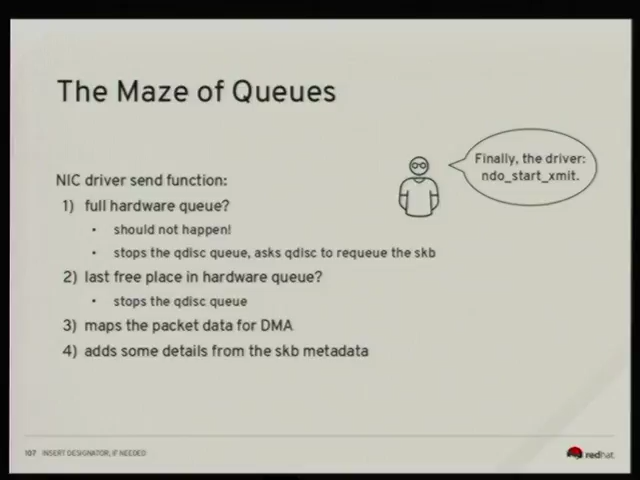 The Maze of Queues
Finally, the driver:
ndo_start_xmit.
NIC driver send function:
1) full hardware queue?
• should not happen!
• stops the qdisc queue, asks qdisc to requeue the skb
2) last free place in hardware queue?
• stops the qdisc queue
3) maps the packet data for DMA
4) adds some details from the skb metadata
107 INSERT DESIGNATOR, IF NEEDED
redhat